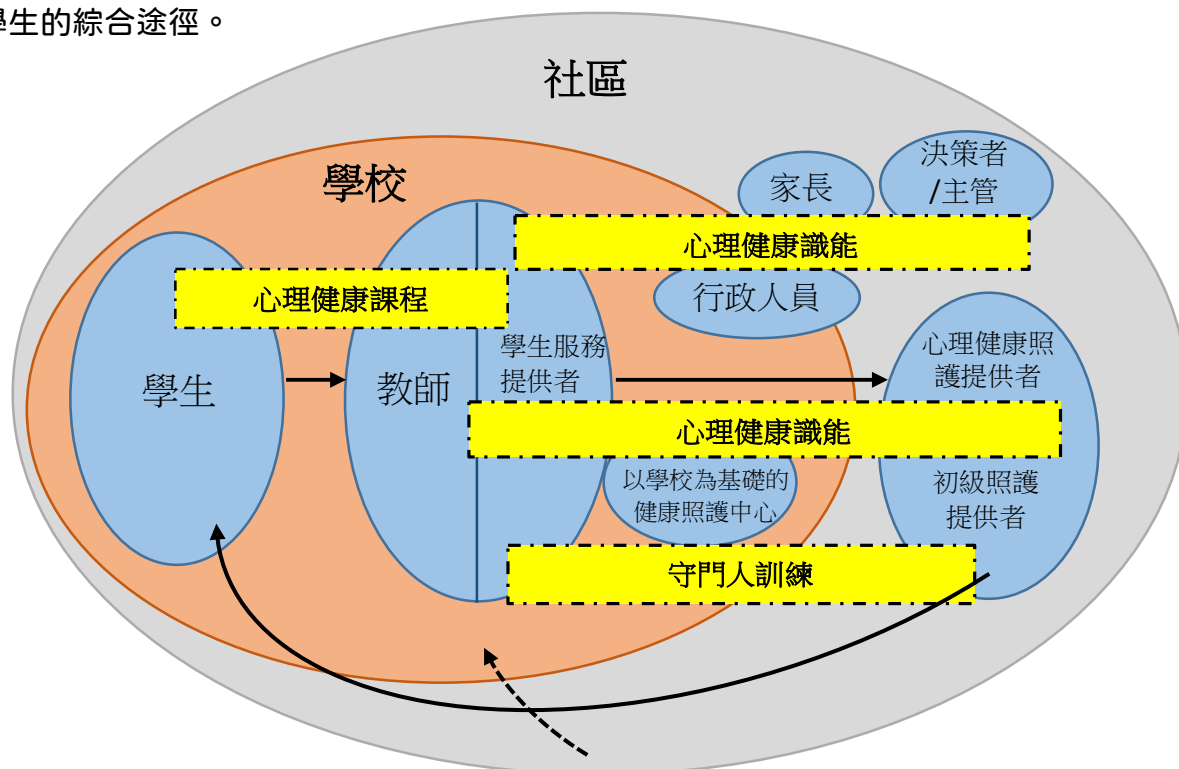 學生的綜合途徑。
社區
學校
家長
決策者
/主管
心理健康識能
心理健康課程
行政人員
學生
教師
學生服務
提供者
心理健康照
護提供者
心理健康識能
以學校為基礎的
健康照護中心
初級照護
提供者
守門人訓練